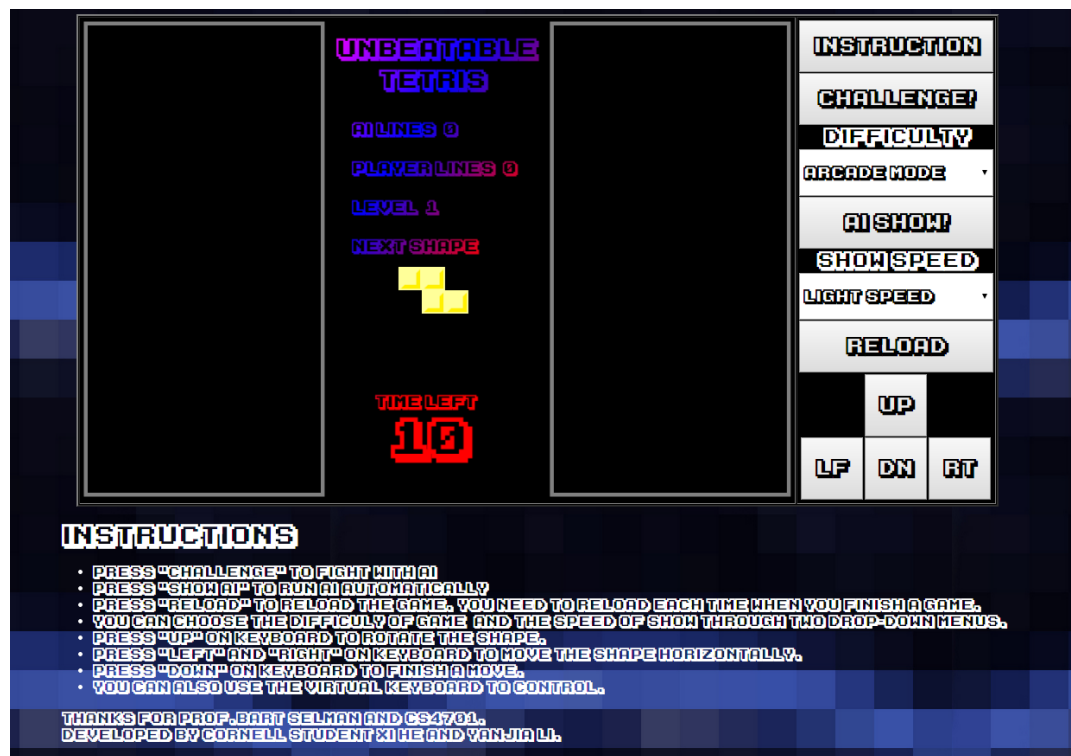 UNBEATABLE
TETRIS
AI LINES 0
PLAYER LINES 0
LEVEL 1
NEXT SHAPE
TIME LEFT
10
INSTRUCTION
CHALLENGE!
DIFFICULTY
ARCADE MODE
AI SHOW!
SHOW SPEED
LIGHT SPEED
RELOAD
UP
LF DN RT
INSTRUCTIONS
• PRESS "CHALLENGE" TO FIGHT WITH AI
• PRESS "SHOW AI" TO RUN AI AUTOMATICALLY
• PRESS "RELOAD" TO RELOAD THE GAME. YOU NEED TO RELOAD EACH TIME WHEN YOU FINISH A GAME.
• YOU CAN CHOOSE THE DIFFICULY OF GAME AND THE SPEED OF SHOW THROUGH TWO DROP-DOWN MENUS.
• PRESS "UP" ON KEYBOARD TO ROTATE THE SHAPE.
• PRESS "LEFT" AND "RIGHT" ON KEYBOARD TO MOVE THE SHAPE HORIZONTALLY.
• PRESS "DOWN" ON KEYBOARD TO FINISH A MOVE.
• YOU CAN ALSO USE THE VIRTUAL KEYBOARD TO CONTROL.
THANKS FOR PROF.BART SELMAN AND CS4701.
DEVELOPED BY CORNELL STUDENT XI HE AND YANJIA LI.